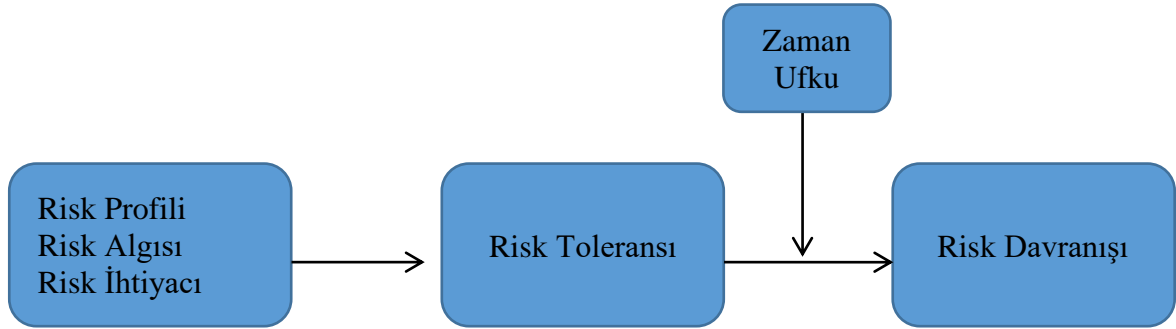 Zaman
Ufku
Risk Profili
Risk Algısı
Risk İhtiyacı
Risk Toleransı
Risk Davranışı